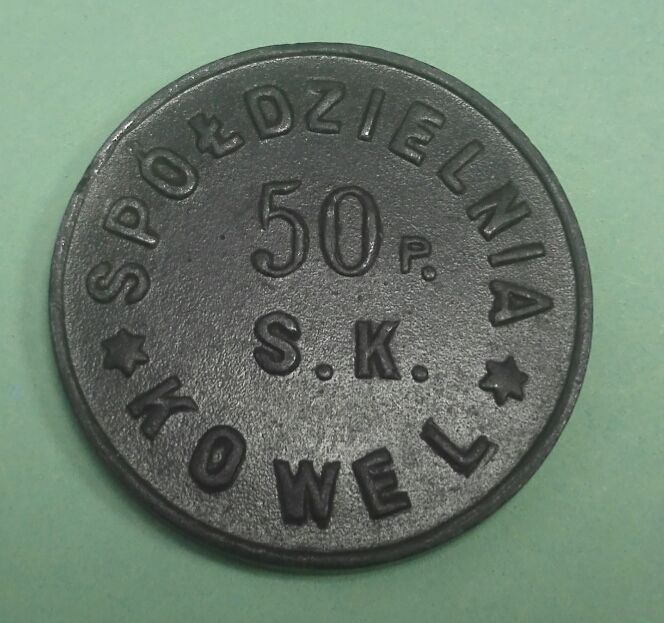 SPÓŁDZIELNIA
50 P.
S.K.
KOWEL